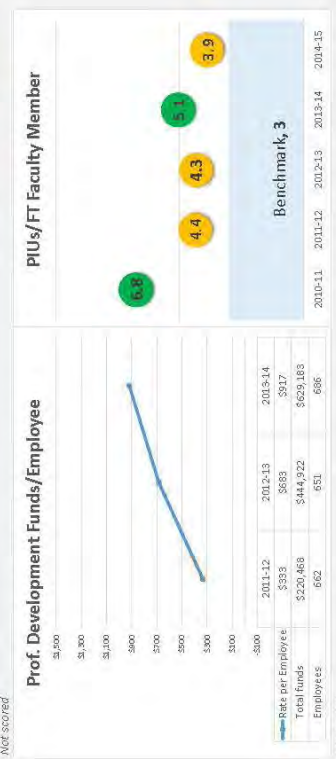 Not scored
Prof. Development Funds/Employee
$1,500
$1,300
$1,100
$900
$700
$500
$300
$100
-$100
2011-12 2012-13 2013-14
Rate per Employee $333 $683 $917
Total funds $220,468 $444,922 $629,183
Employees 662 651 686
PIUs/FT Faculty Member
6.8 4.4 4.3 5.1 3.9
Benchmark, 3
2010-11 2011-12 2012-13 2013-14 2014-15